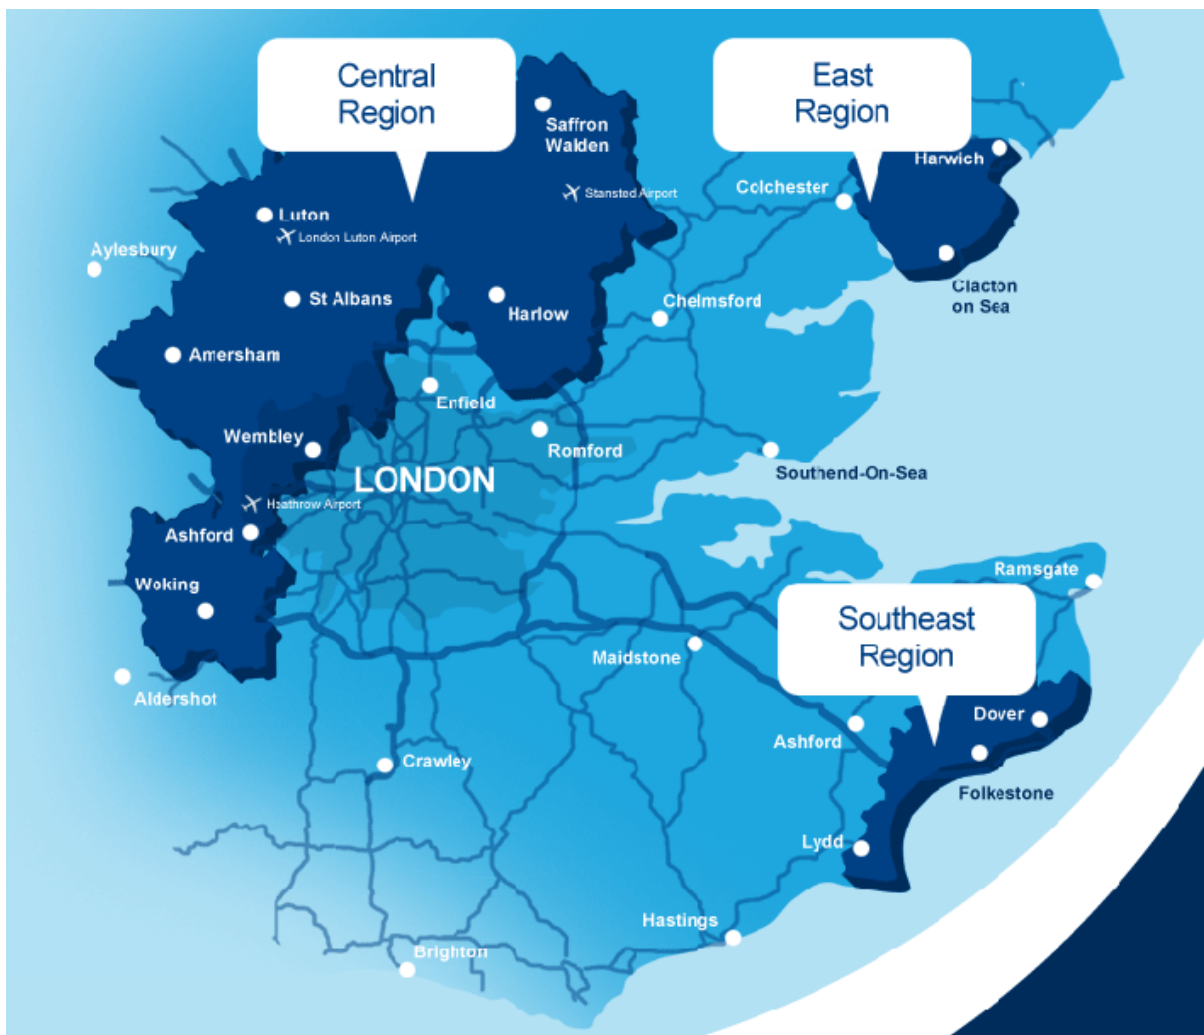 Central
Region
East
Region
Saffron
Walden
Harwich
Stansted Airport
Colchester
Luton
London Luton Airport
Aylesbury
Clacton
on Sea
St Albans
Harlow
Chelmsford
Amersham
Enfield
Wembley
Romford
Southend-On-Sea
LONDON
Heathrow Airport
Ashford
Woking
Ramsgate
Southeast
Region
Maidstone
Aldershot
Dover
Ashford
Crawley
Folkestone
Lydd
Hastings
Brighton